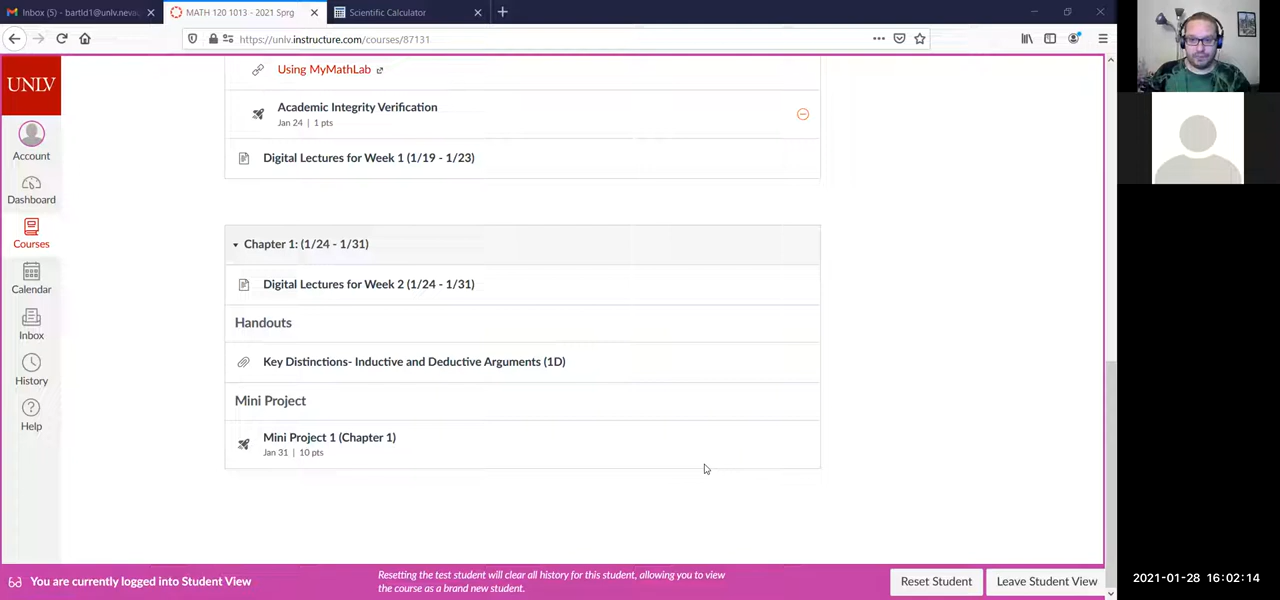 Inbox (5) - bartld1@unlv.neva
MATH 120 1013 - 2021 Sprg
Scientific Calculator
https://unlv.instructure.com/courses/87131
UNLV
Account
Dashboard
Courses
Calendar
Inbox
History
Help
Using MyMathLab
Academic Integrity Verification
Jan 24 | 1 pts
Digital Lectures for Week 1 (1/19 - 1/23)
Chapter 1: (1/24 - 1/31)
Digital Lectures for Week 2 (1/24 - 1/31)
Handouts
Key Distinctions- Inductive and Deductive Arguments (1D)
Mini Project
Mini Project 1 (Chapter 1)
Jan 31 | 10 pts
You are currently logged into Student View
Resetting the test student will clear all history for this student, allowing you to view
the course as a brand new student.
Reset Student
Leave Student View
2021-01-28 16:02:14